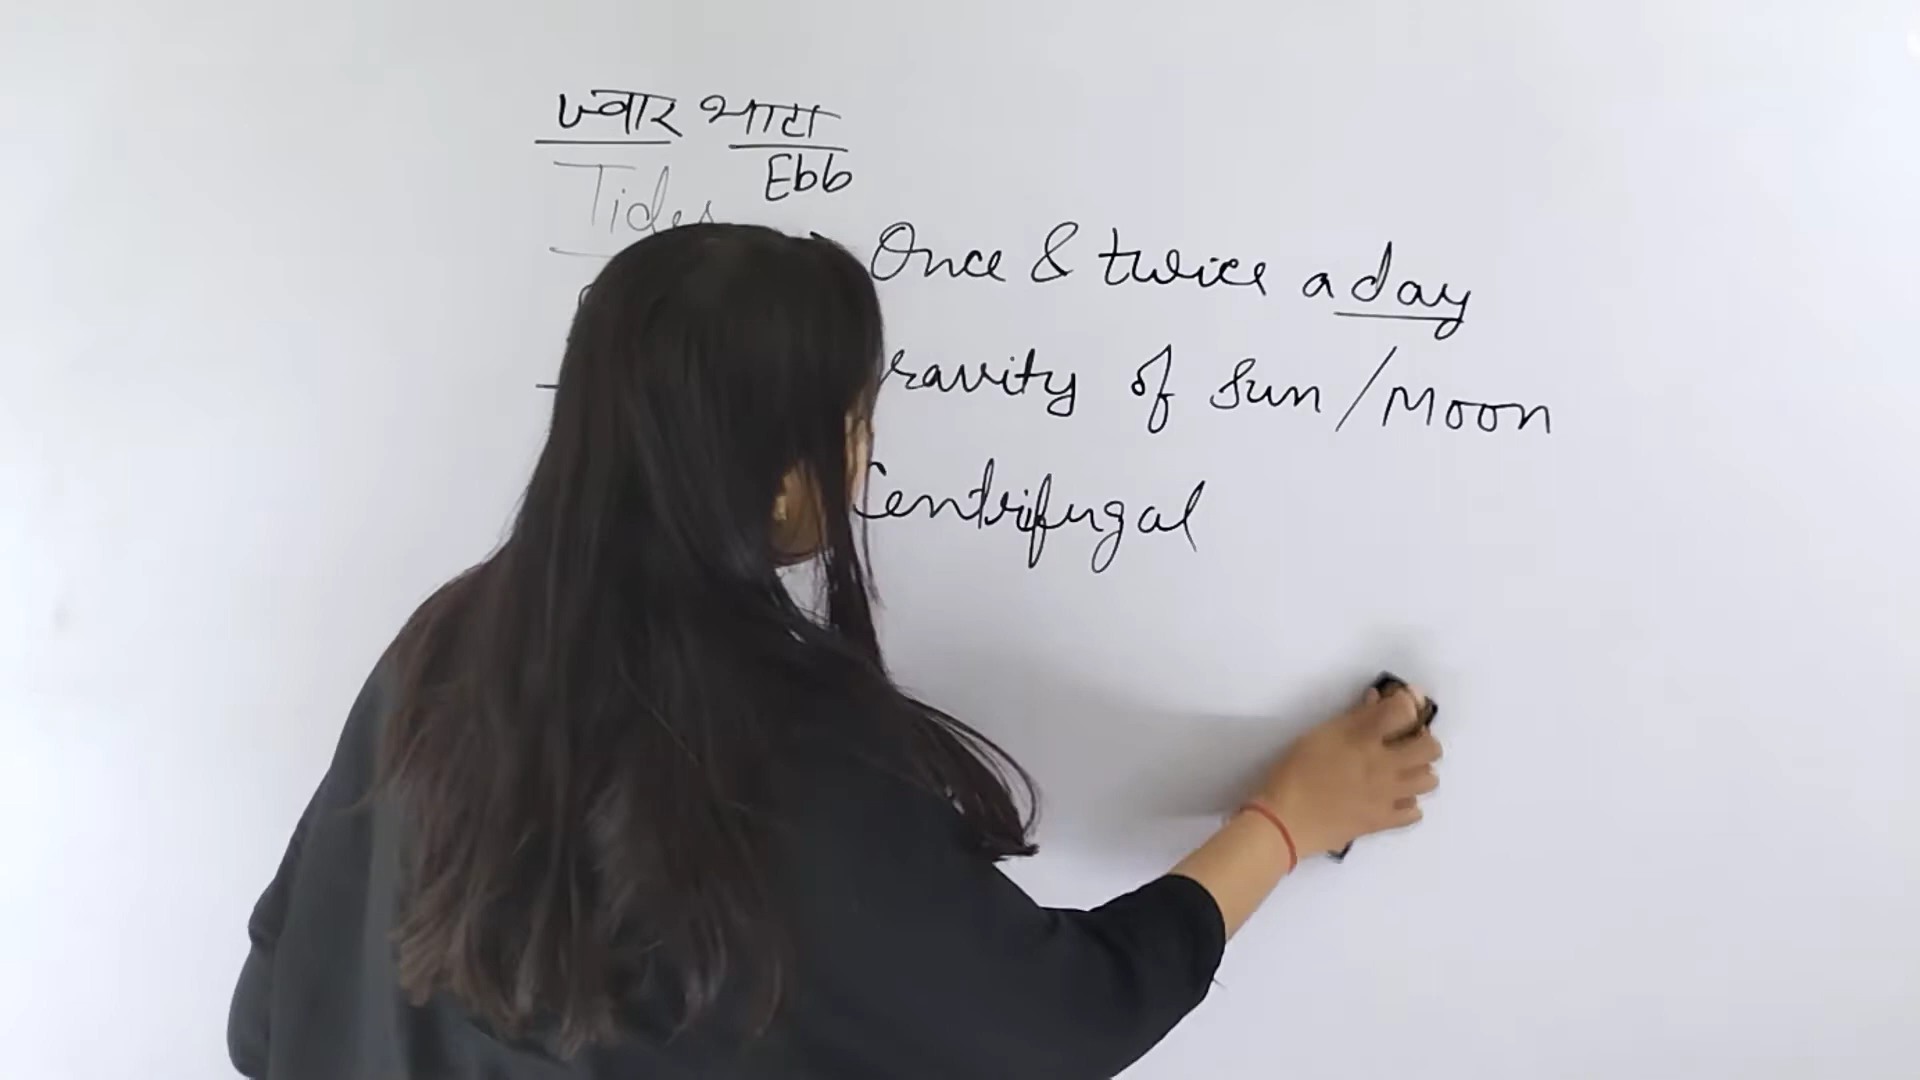 ज्वार भाटा
Tides Ebb
Once & twice a day
ravity of Sun/Moon
Centrifugal